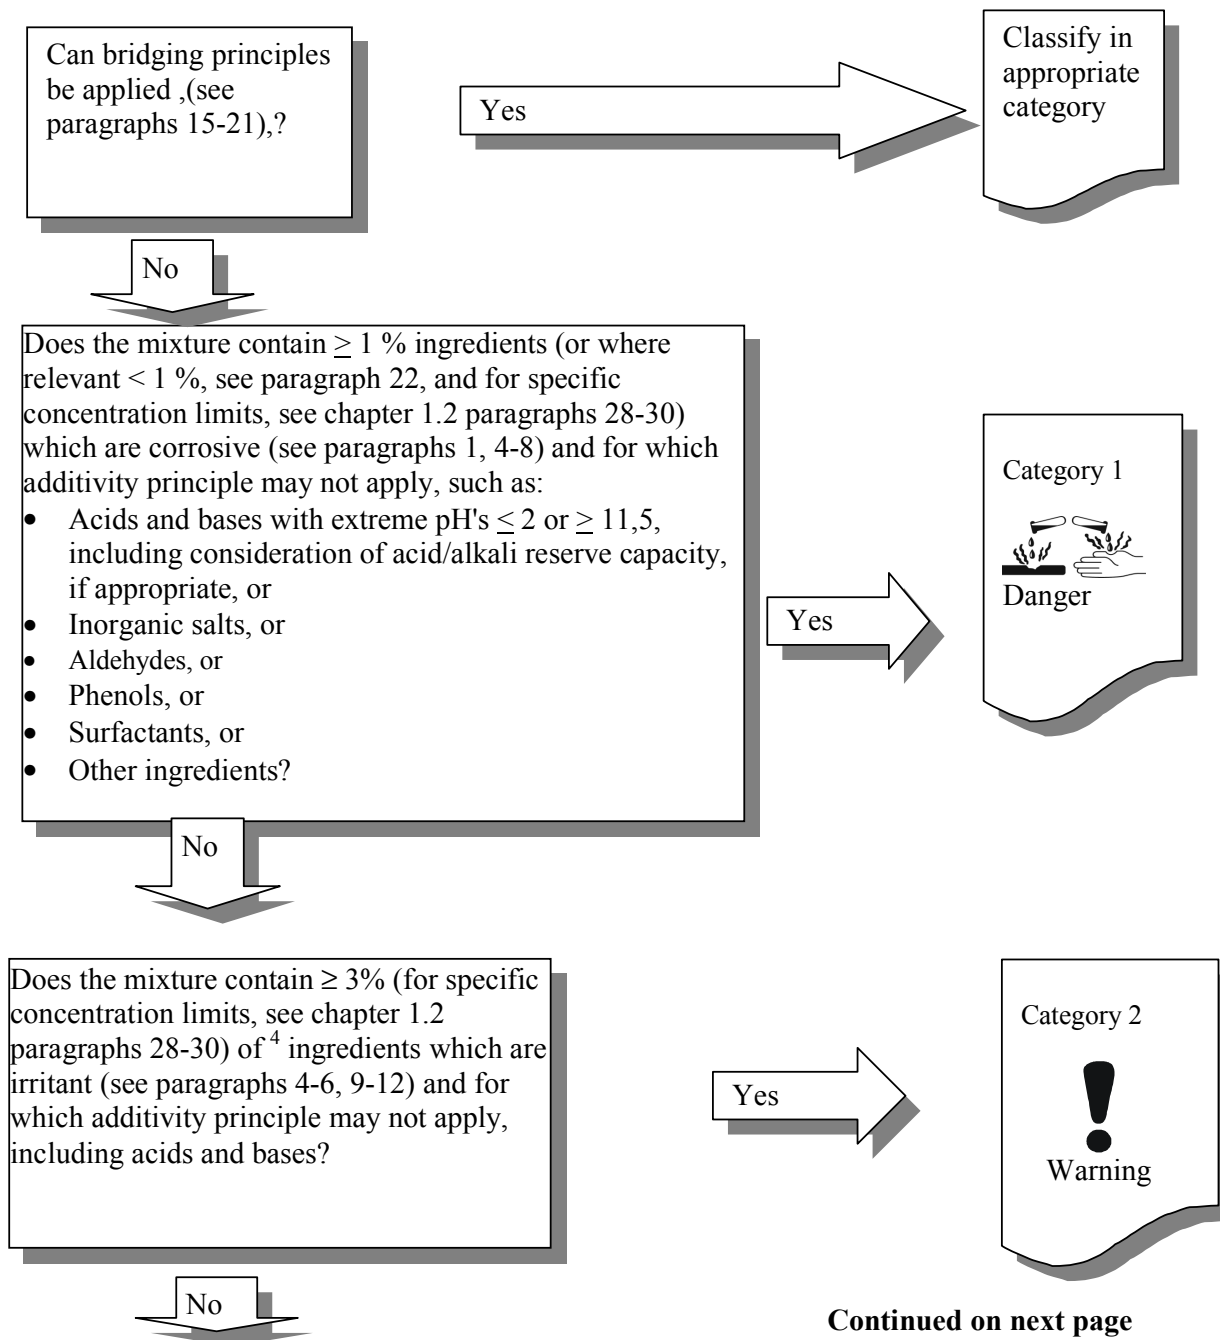 Can bridging principles
be applied ,(see
paragraphs 15-21),?
Yes
Classify in
appropriate
category
No
Does the mixture contain ≥ 1 % ingredients (or where
relevant < 1 %, see paragraph 22, and for specific
concentration limits, see chapter 1.2 paragraphs 28-30)
which are corrosive (see paragraphs 1, 4-8) and for which
additivity principle may not apply, such as:
• Acids and bases with extreme pH's ≤ 2 or ≥ 11,5,
including consideration of acid/alkali reserve capacity,
if appropriate, or
• Inorganic salts, or
• Aldehydes, or
• Phenols, or
• Surfactants, or
• Other ingredients?
Yes
Category 1
Danger
No
Does the mixture contain ≥ 3% (for specific
concentration limits, see chapter 1.2
paragraphs 28-30) of ⁴ ingredients which are
irritant (see paragraphs 4-6, 9-12) and for
which additivity principle may not apply,
including acids and bases?
Yes
Category 2
Warning
No
Continued on next page